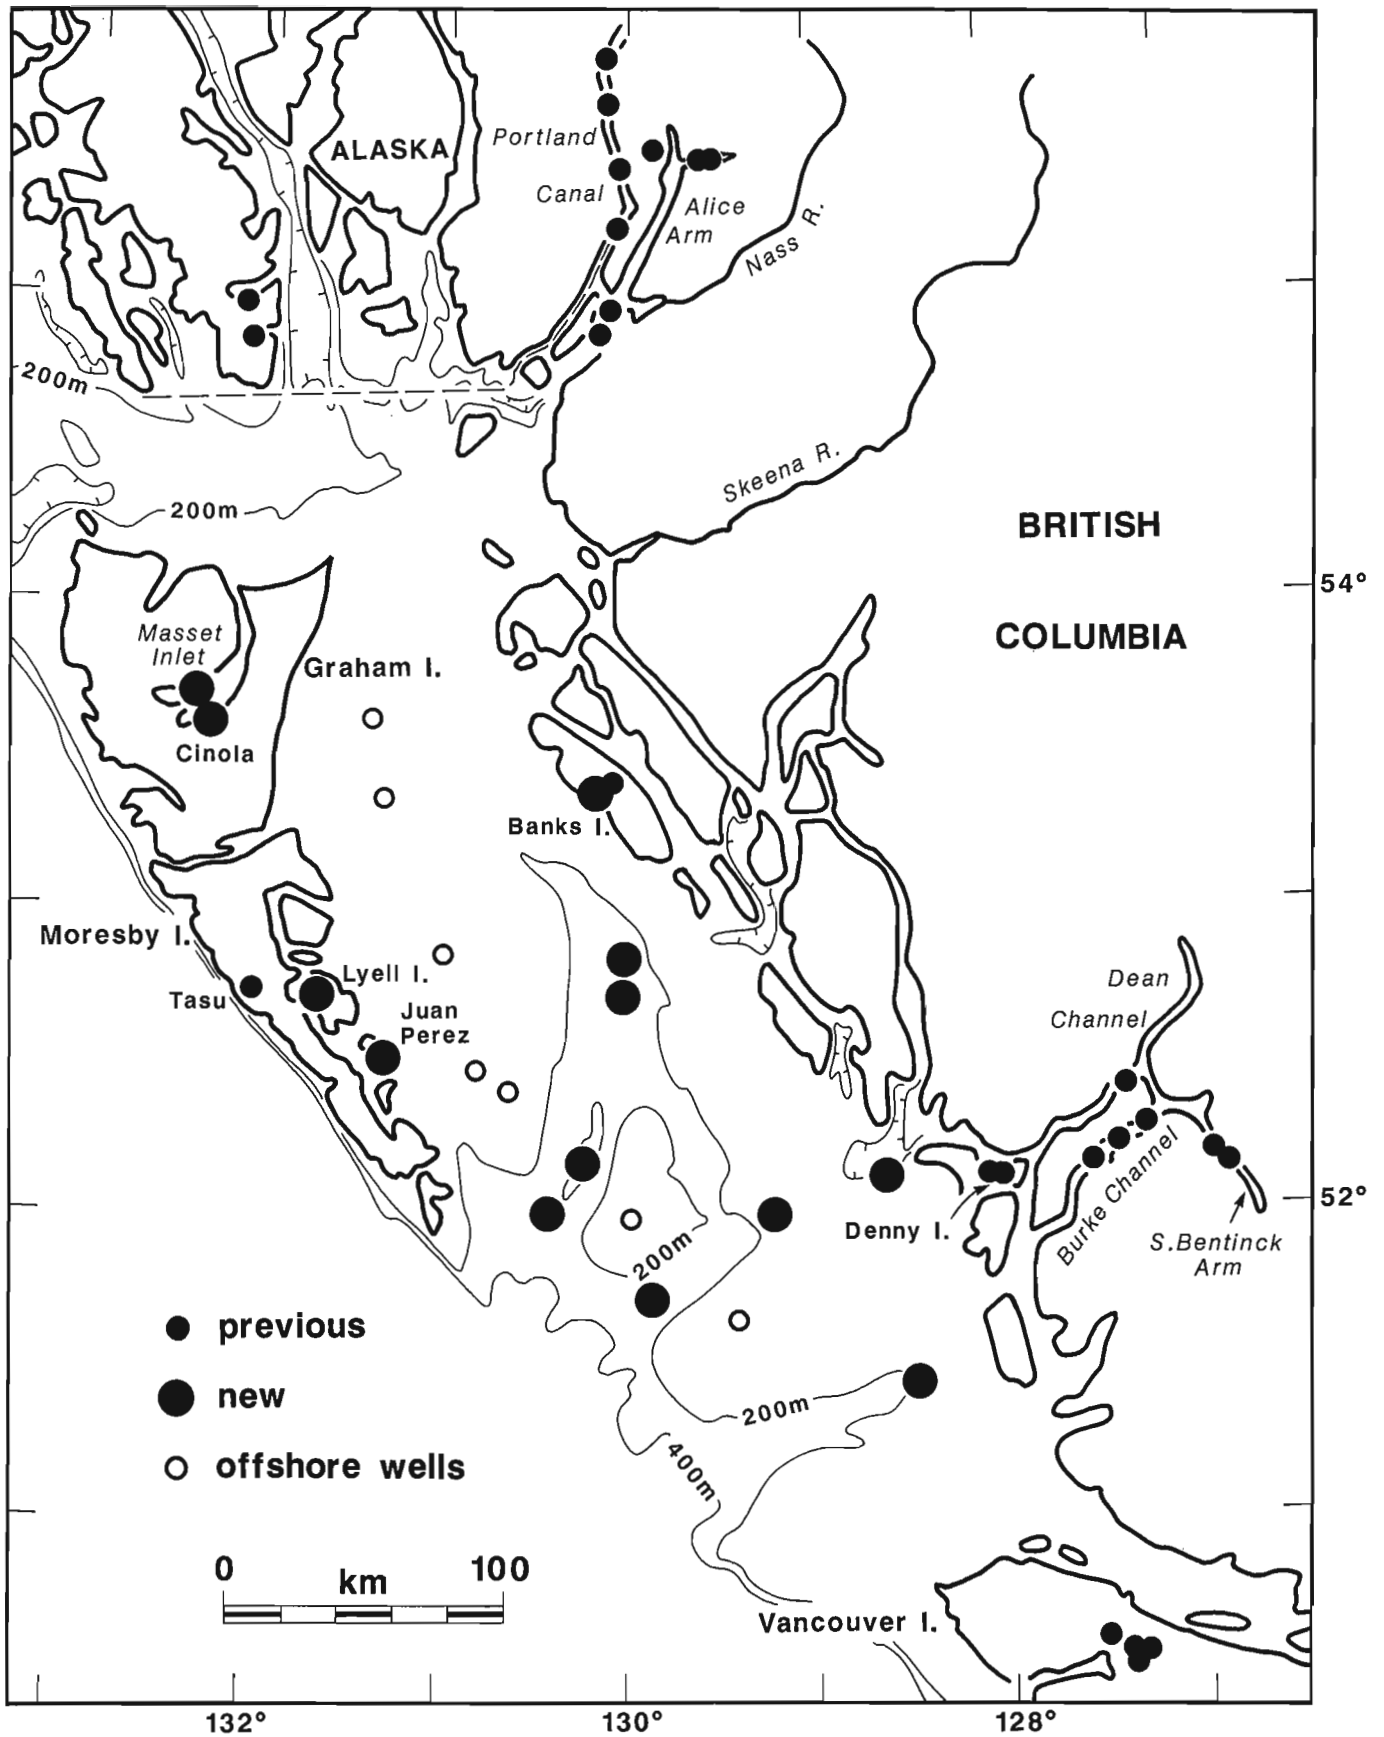 ALASKA
Portland
Canal
Alice
Arm
Nass R.
200m
Skeena R.
200m
BRITISH
COLUMBIA
54°
Masset
Inlet
Graham I.
Cinola
Banks I.
Moresby I.
Lyell I.
Tasu
Juan
Perez
Dean
Channel
Burke Channel
52°
Denny I.
S.Bentinck
Arm
200m
previous
new
offshore wells
200m
400m
0 100
km
Vancouver I.
132° 130° 128°